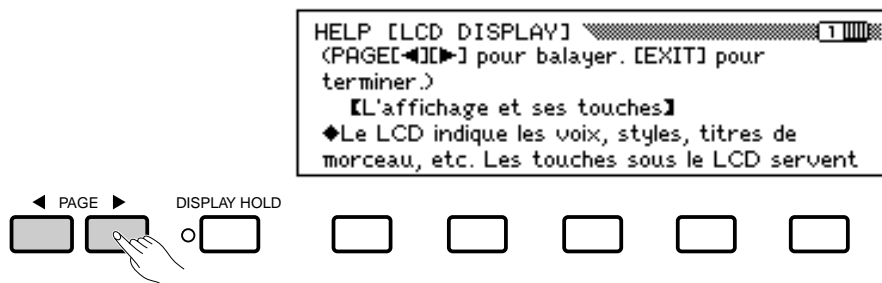 HELP [LCD DISPLAY] 1
(PAGE[◀][▶] pour balayer. [EXIT] pour
terminer.)
【L'affichage et ses touches】
◆Le LCD indique les voix, styles, titres de
morceau, etc. Les touches sous le LCD servent
◀ PAGE ▶ DISPLAY HOLD